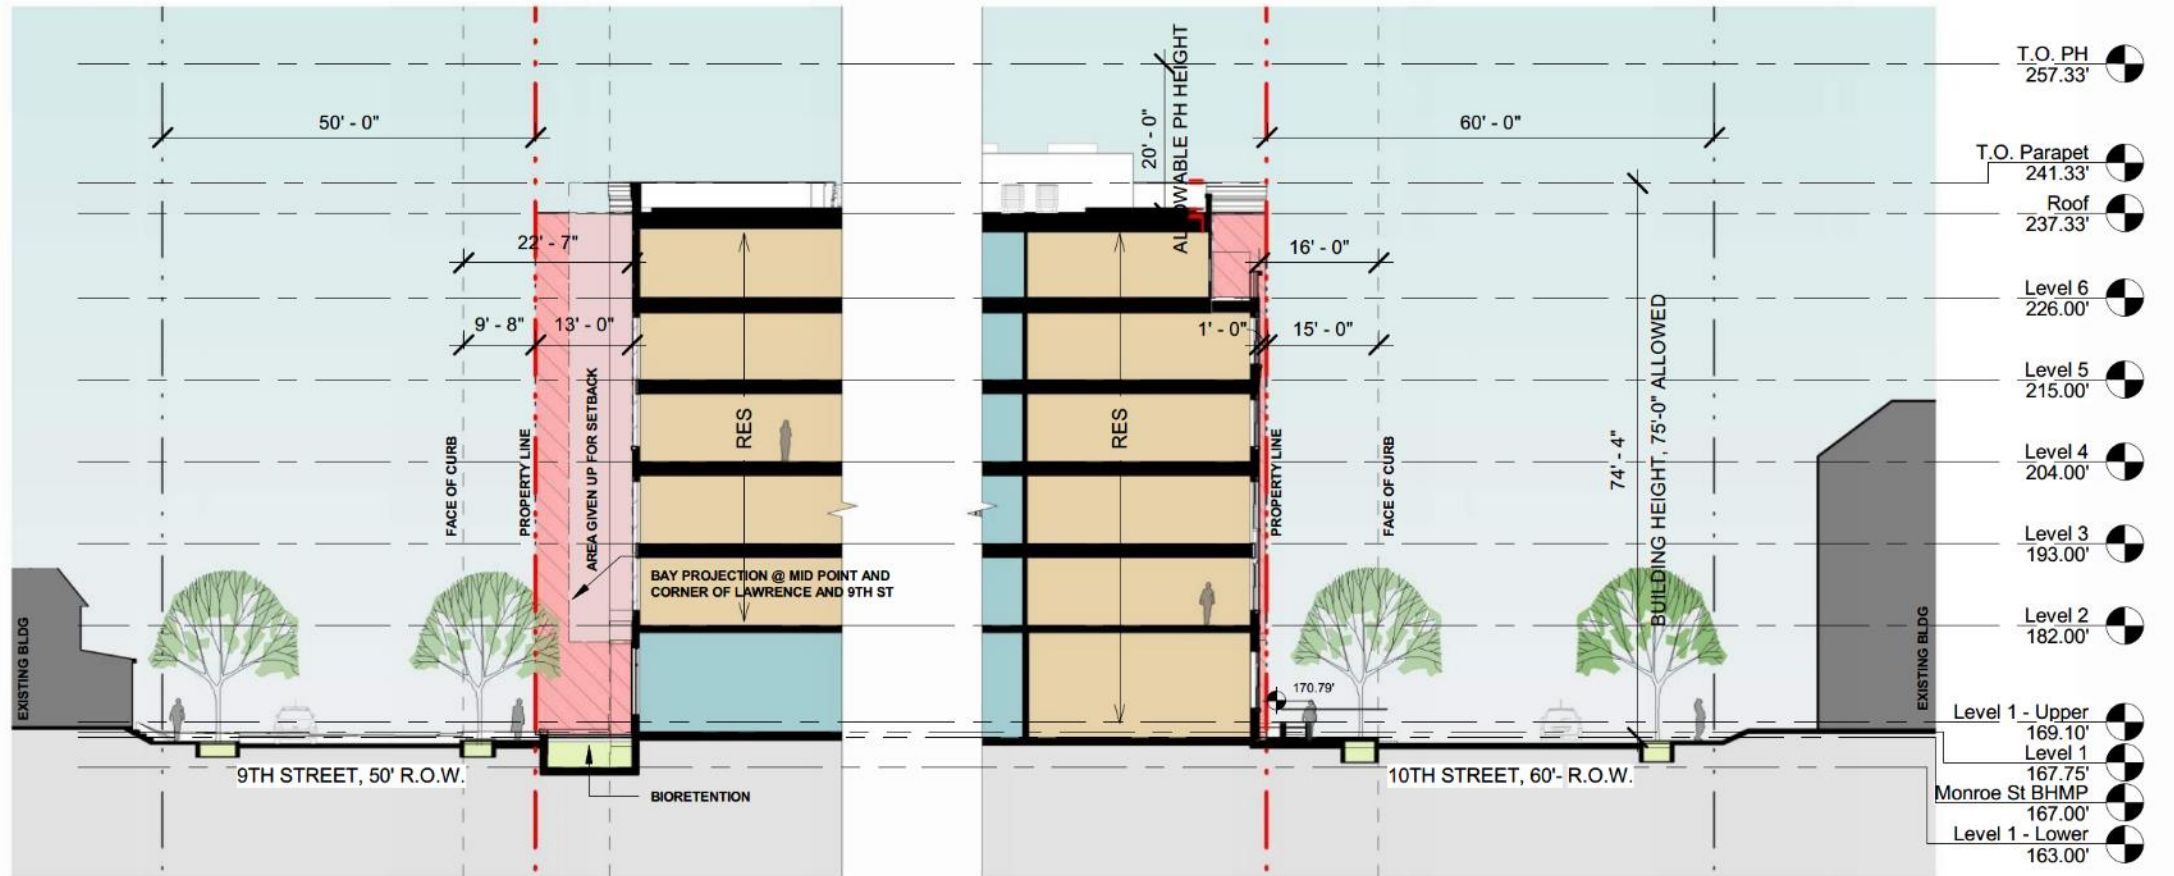 50' - 0"
20' - 0"
ALLOWABLE PH HEIGHT
60' - 0"
T.O. PH
257.33'
T.O. Parapet
241.33'
Roof
237.33'
22' - 7"
16' - 0"
Level 6
226.00'
9' - 8"
13' - 0"
1' - 0"
15' - 0"
Level 5
215.00'
FACE OF CURB
PROPERTY LINE
AREA GIVEN UP FOR SETBACK
RES
RES
PROPERTY LINE
FACE OF CURB
74' - 4"
BUILDING HEIGHT, 75'-0" ALLOWED
Level 4
204.00'
Level 3
193.00'
BAY PROJECTION @ MID POINT AND
CORNER OF LAWRENCE AND 9TH ST
Level 2
182.00'
EXISTING BLDG
170.79'
EXISTING BLDG
Level 1 - Upper
169.10'
Level 1
167.75'
Monroe St BHMP
167.00'
Level 1 - Lower
163.00'
9TH STREET, 50' R.O.W.
BIORETENTION
10TH STREET, 60'- R.O.W.